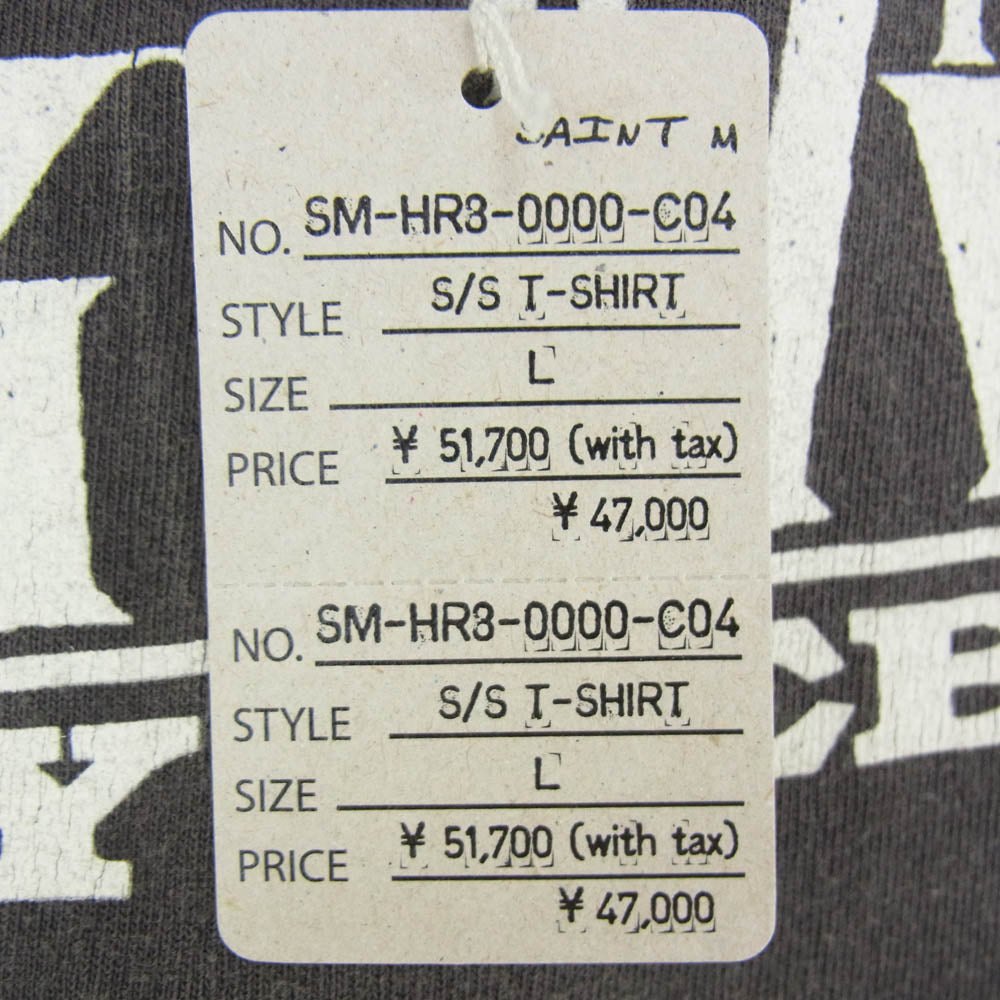 SAINT M
NO. SM-HR3-0000-C04
STYLE S/S T-SHIRT
SIZE L
PRICE ¥ 51,700 (with tax)
¥ 47,000
NO. SM-HR3-0000-C04
STYLE S/S T-SHIRT
SIZE L
PRICE ¥ 51,700 (with tax)
¥ 47,000